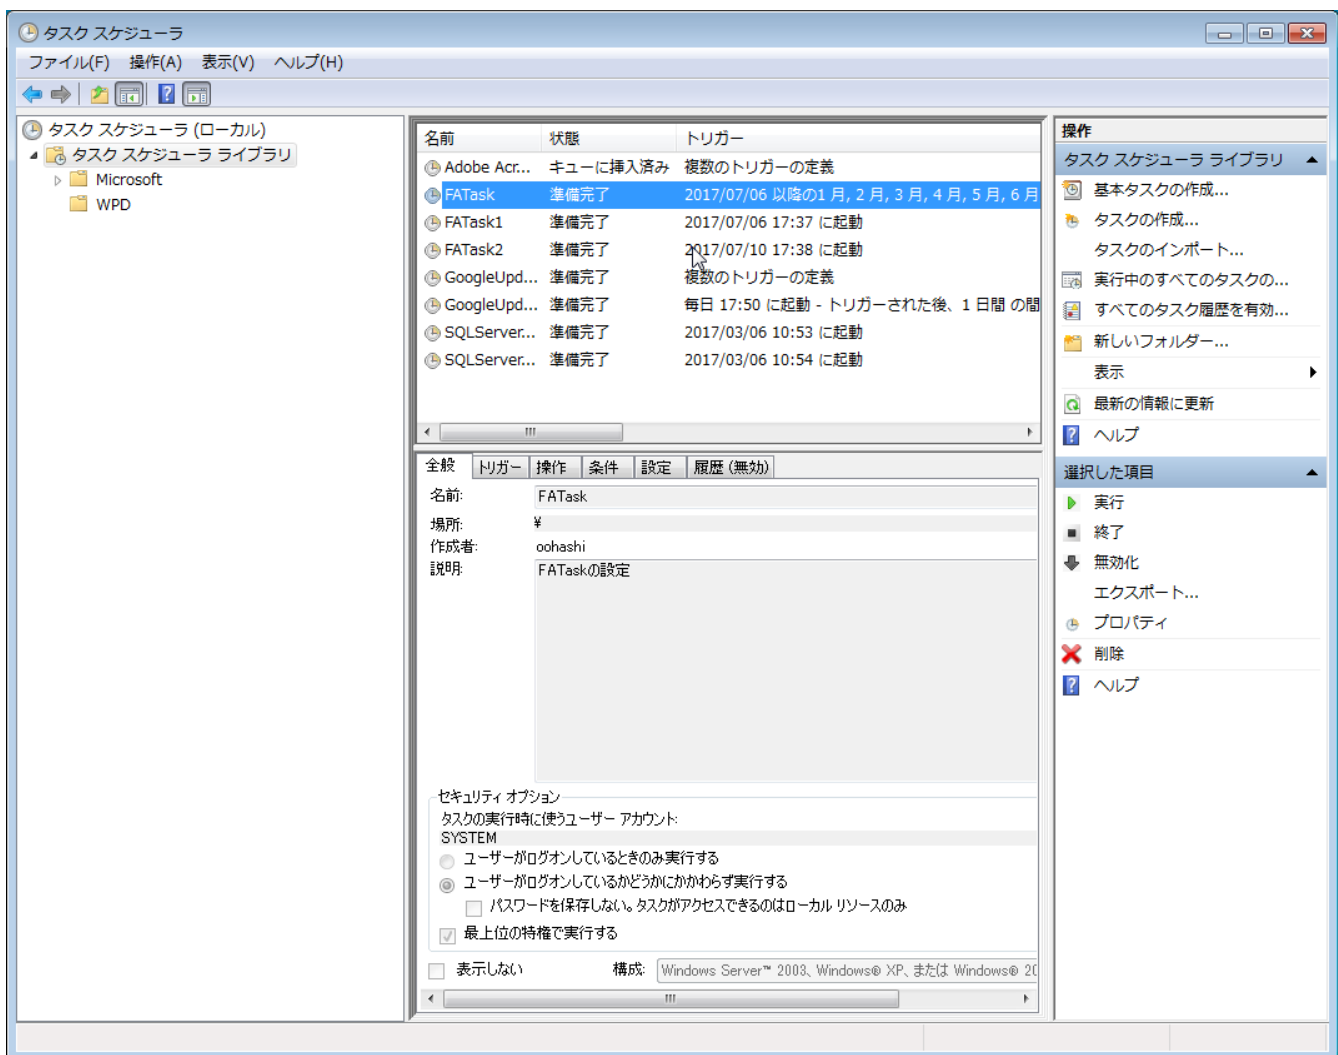 タスク スケジューラ
ファイル(F) 操作(A) 表示(V) ヘルプ(H)
タスク スケジューラ (ローカル)
タスク スケジューラ ライブラリ
Microsoft
WPD
名前 状態 トリガー
Adobe Acr... キューに挿入済み 複数のトリガーの定義
FATask 準備完了 2017/07/06 以降の1 月, 2 月, 3 月, 4 月, 5 月, 6 月
FATask1 準備完了 2017/07/06 17:37 に起動
FATask2 準備完了 2017/07/10 17:38 に起動
GoogleUpd... 準備完了 複数のトリガーの定義
GoogleUpd... 準備完了 毎日 17:50 に起動 - トリガーされた後、1 日間 の間
SQLServer... 準備完了 2017/03/06 10:53 に起動
SQLServer... 準備完了 2017/03/06 10:54 に起動
全般 トリガー 操作 条件 設定 履歴 (無効)
名前: FATask
場所: ¥
作成者: oohashi
説明: FATaskの設定
セキュリティ オプション
タスクの実行時に使うユーザー アカウント:
SYSTEM
ユーザーがログオンしているときのみ実行する
ユーザーがログオンしているかどうかにかかわらず実行する
パスワードを保存しない。タスクがアクセスできるのはローカル リソースのみ
最上位の特権で実行する
表示しない 構成: Windows Server™ 2003、Windows® XP、または Windows® 20
操作
タスク スケジューラ ライブラリ
基本タスクの作成...
タスクの作成...
タスクのインポート...
実行中のすべてのタスクの...
すべてのタスク履歴を有効...
新しいフォルダー...
表示
最新の情報に更新
ヘルプ
選択した項目
実行
終了
無効化
エクスポート...
プロパティ
削除
ヘルプ